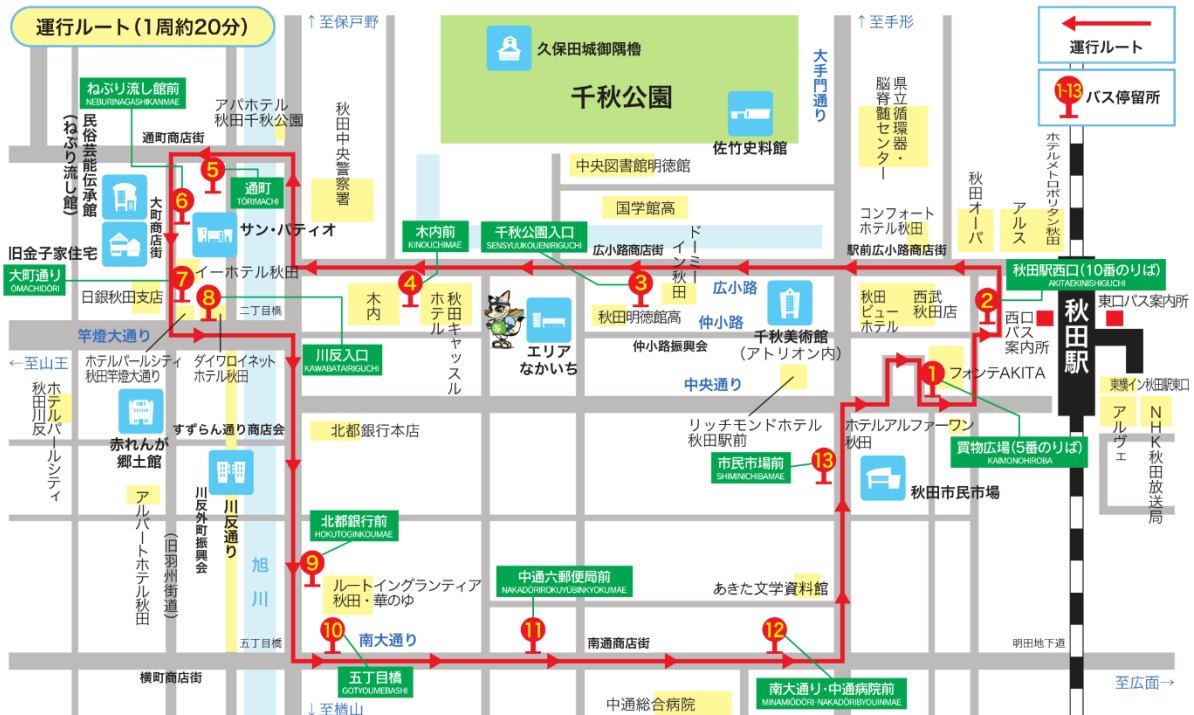 運行ルート(1周約20分)
↑至保戸野
↑至手形
運行ルート
1-13
バス停留所
久保田城御隅櫓
千秋公園
佐竹史料館
大手門通り
県立循環器・
脳脊髄センター
ホテルメトロポリタン秋田
ねぶり流し館前
NEBURINAGASHIKANMAE
アパホテル
秋田千秋公園
秋田中央警察署
通町商店街
民俗芸能伝承館
(ねぶり流し館)
5
通町
TŌRIMACHI
6
大町商店街
サン・パティオ
旧金子家住宅
中央図書館明徳館
国学館高
コンフォート
ホテル秋田
秋田オーパ
アルス
木内前
KINOUCHIMAE
千秋公園入口
SENSYUUKOUENIRIGUCHI
広小路商店街
ドーミー
イン秋田
駅前広小路商店街
大町通り
ŌMACHIDŌRI
7
イーホテル秋田
日銀秋田支店
8
二丁目橋
木内
4
秋田キャッスル
ホテル
3
秋田明徳館高
広小路
仲小路
エリア
なかいち
仲小路振興会
千秋美術館
(アトリオン内)
秋田
ビュー
ホテル
西武
秋田店
2
秋田駅西口(10番のりば)
AKITAEKINISHIGUCHI
西口
バス
案内所
東口バス案内所
秋田駅
竿燈大通り
←至山王
ホテルパールシティ
秋田竿燈大通り
ダイワロイネット
ホテル秋田
川反入口
KAWABATAIRIGUCHI
中央通り
1
フォンテAKITA
東横イン秋田駅東口
ホテルパールシティ
秋田川反
赤れんが
郷土館
すずらん通り商店会
北都銀行本店
リッチモンドホテル
秋田駅前
ホテルアルファーワン
秋田
買物広場(5番のりば)
KAIMONOHIROBA
アルヴェ
NHK秋田放送局
市民市場前
SHIMINICHIBAMAE
13
秋田市民市場
アルバートホテル秋田
(旧羽州街道)
川反外町振興会
川反通り
旭川
北都銀行前
HOKUTOGINKOUMAE
9
ルートイングランティア
秋田・華のゆ
中通六郵便局前
NAKADŌRIROKUYŪBINKYOKUMAE
あきた文学資料館
五丁目橋
10
南大通り
11
南通商店街
12
明田地下道
横町商店街
五丁目橋
GOTYOUMEBASHI
南大通り・中通病院前
MINAMIŌDŌRI-NAKADŌRIBYOUINMAE
至広面→
↓至楢山
中通総合病院